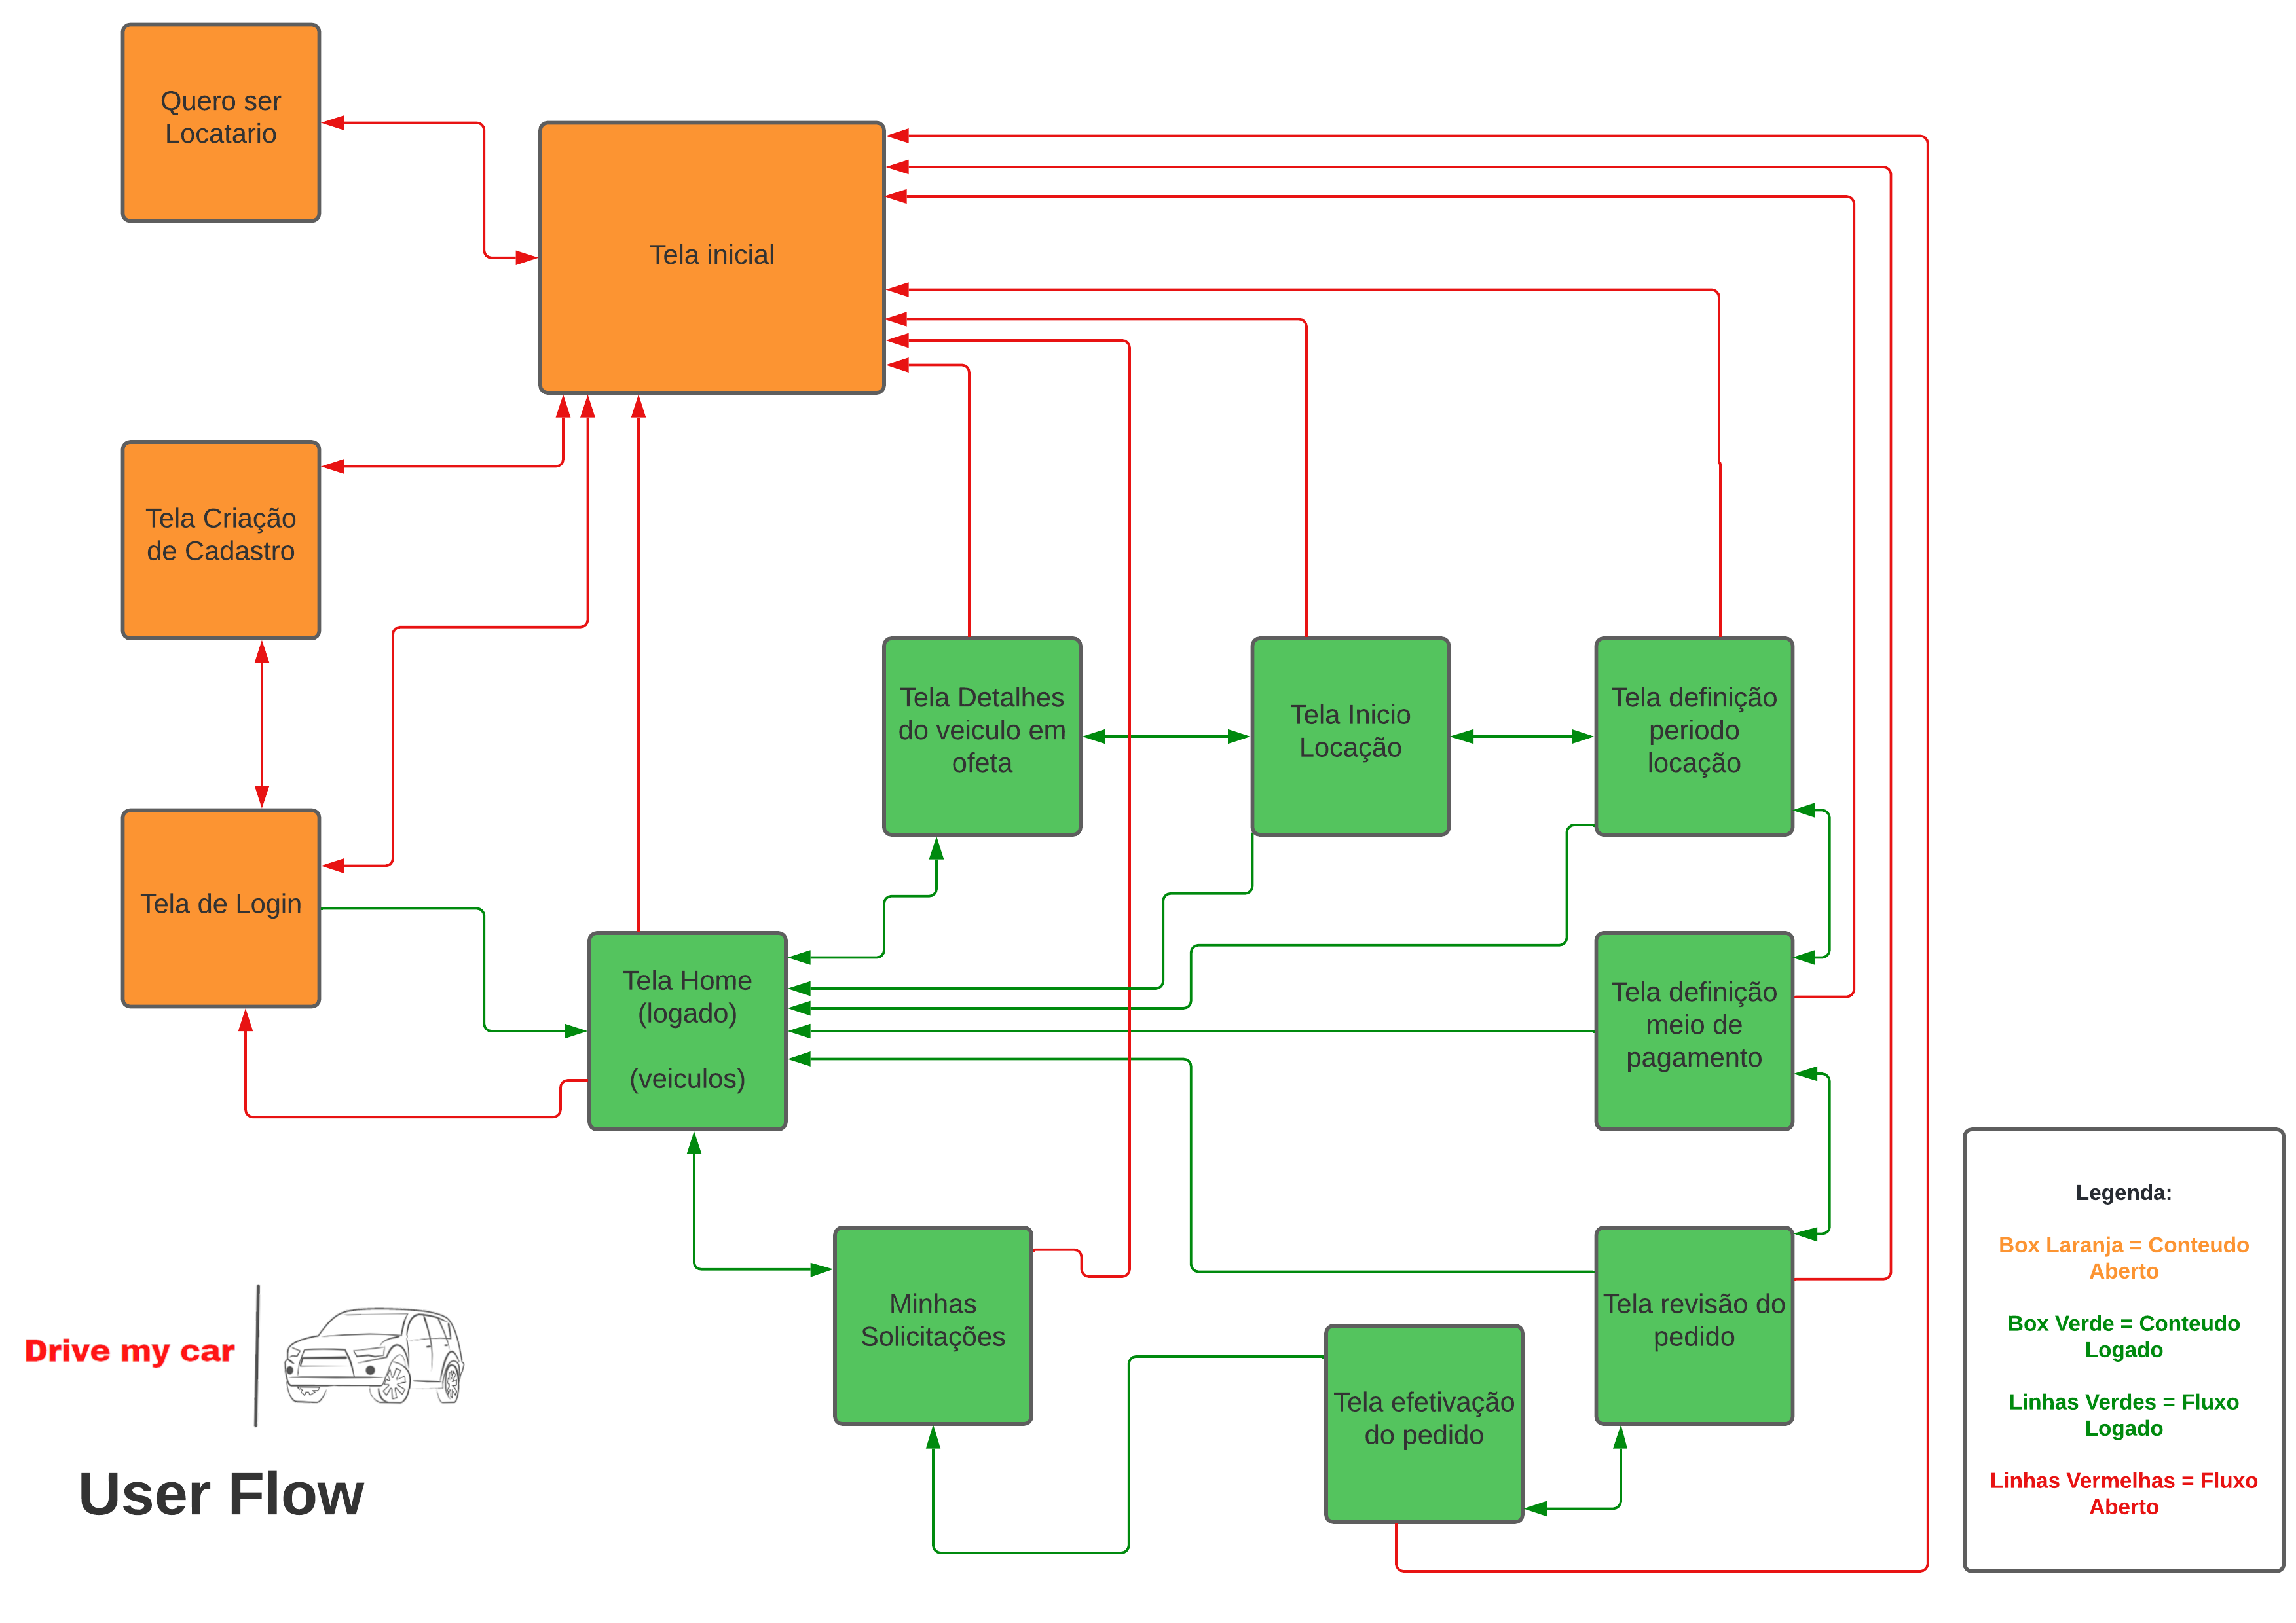 Quero ser
Locatario
Tela inicial
Tela Criação
de Cadastro
Tela Detalhes
do veiculo em
ofeta
Tela Inicio
Locação
Tela definição
periodo
locação
Tela de Login
Tela Home
(logado)
(veiculos)
Tela definição
meio de
pagamento
Minhas
Solicitações
Tela efetivação
do pedido
Tela revisão do
pedido
Legenda:
Box Laranja = Conteudo
Aberto
Box Verde = Conteudo
Logado
Linhas Verdes = Fluxo
Logado
Linhas Vermelhas = Fluxo
Aberto
Drive my car
User Flow